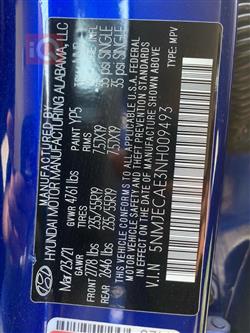 MANUFACTURED BY
HYUNDAI MOTOR MANUFACTURING ALABAMA, LLC
Mar/23/21 GVWR 4761 lbs YP5
GAWR TIRES RIMS
FRONT 2778 lbs 235/55R19 7.5JX19 35 psi SINGLE
REAR 2646 lbs 235/55R19 7.5JX19 35 psi SINGLE
THIS VEHICLE CONFORMS TO ALL APPLICABLE U.S.A. FEDERAL
MOTOR VEHICLE SAFETY, BUMPER, AND THEFT PREVENTION
STANDARDS IN EFFECT ON THE DATE OF MANUFACTURE
SHOWN ABOVE.
V.I.N : 5NMJECAE3NH009493 TYPE : MPV
iQ